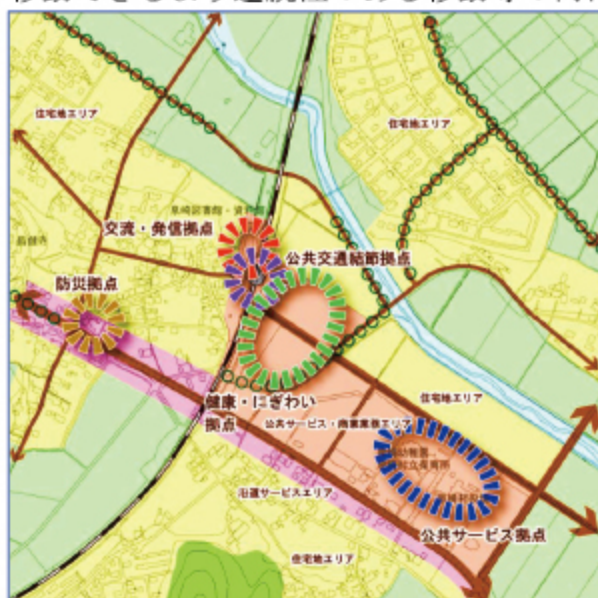 住宅地エリア
住宅地エリア
交流・発信拠点
公共交通結節拠点
防災拠点
健康・にぎわい
拠点
住宅地エリア
公共サービス・商業業務エリア
沿道サービスエリア
公共サービス拠点
住宅地エリア